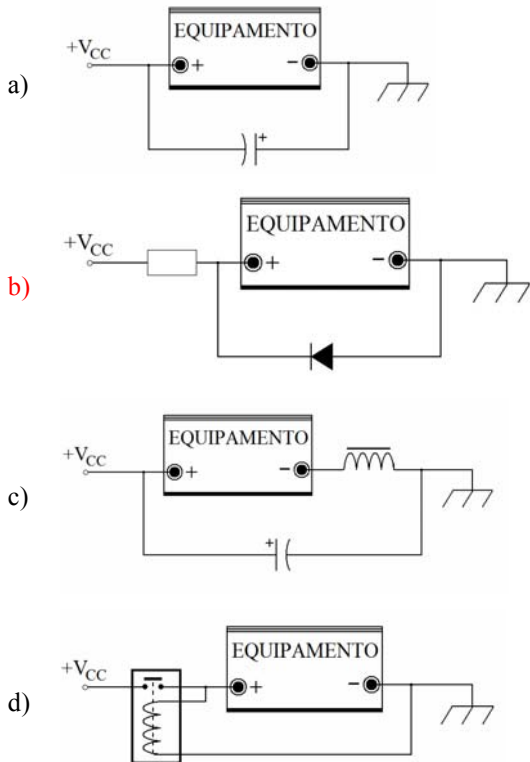 EQUIPAMENTO
+VCC
+ −
a)
+
EQUIPAMENTO
+VCC
+ −
b)
EQUIPAMENTO
+VCC
+ −
c)
+
EQUIPAMENTO
+VCC
+ −
d)